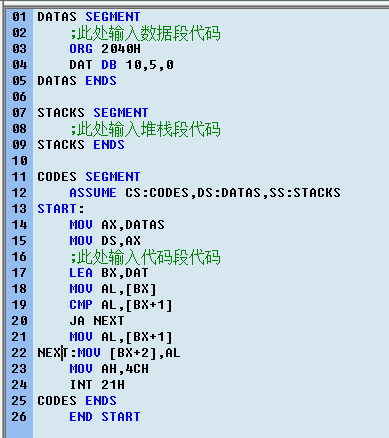 01 DATAS SEGMENT
02     ;此处输入数据段代码
03     ORG 2040H
04     DAT DB 10,5,0
05 DATAS ENDS
06
07 STACKS SEGMENT
08     ;此处输入堆栈段代码
09 STACKS ENDS
10
11 CODES SEGMENT
12     ASSUME CS:CODES,DS:DATAS,SS:STACKS
13 START:
14     MOV AX,DATAS
15     MOV DS,AX
16     ;此处输入代码段代码
17     LEA BX,DAT
18     MOV AL,[BX]
19     CMP AL,[BX+1]
20     JA NEXT
21     MOV AL,[BX+1]
22 NEXT:MOV [BX+2],AL
23     MOV AH,4CH
24     INT 21H
25 CODES ENDS
26     END START